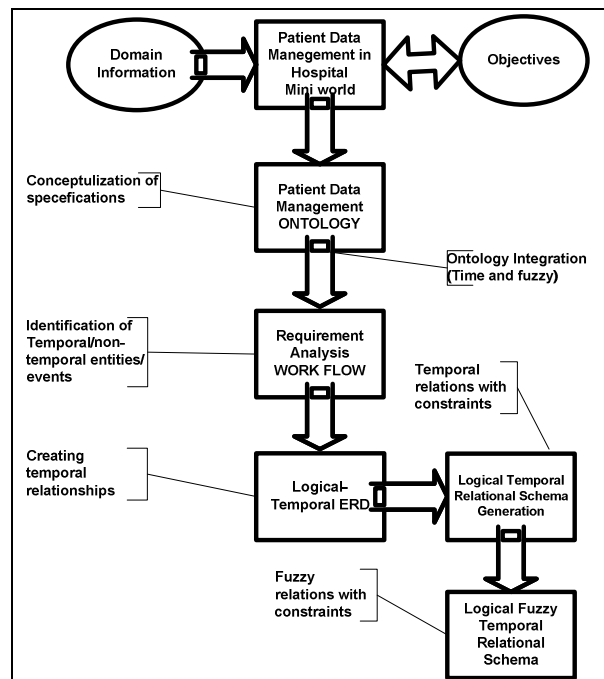 Domain
Information
Patient Data
Manegement in
Hospital
Mini world
Objectives
Conceptulization of
specefications
Patient Data
Management
ONTOLOGY
Ontology Integration
(Time and fuzzy)
Identification of
Temporal/non-
temporal entities/
events
Requirement
Analysis
WORK FLOW
Temporal
relations with
constraints
Creating
temporal
relationships
Logical–
Temporal ERD
Logical Temporal
Relational Schema
Generation
Fuzzy
relations with
constraints
Logical Fuzzy
Temporal
Relational
Schema